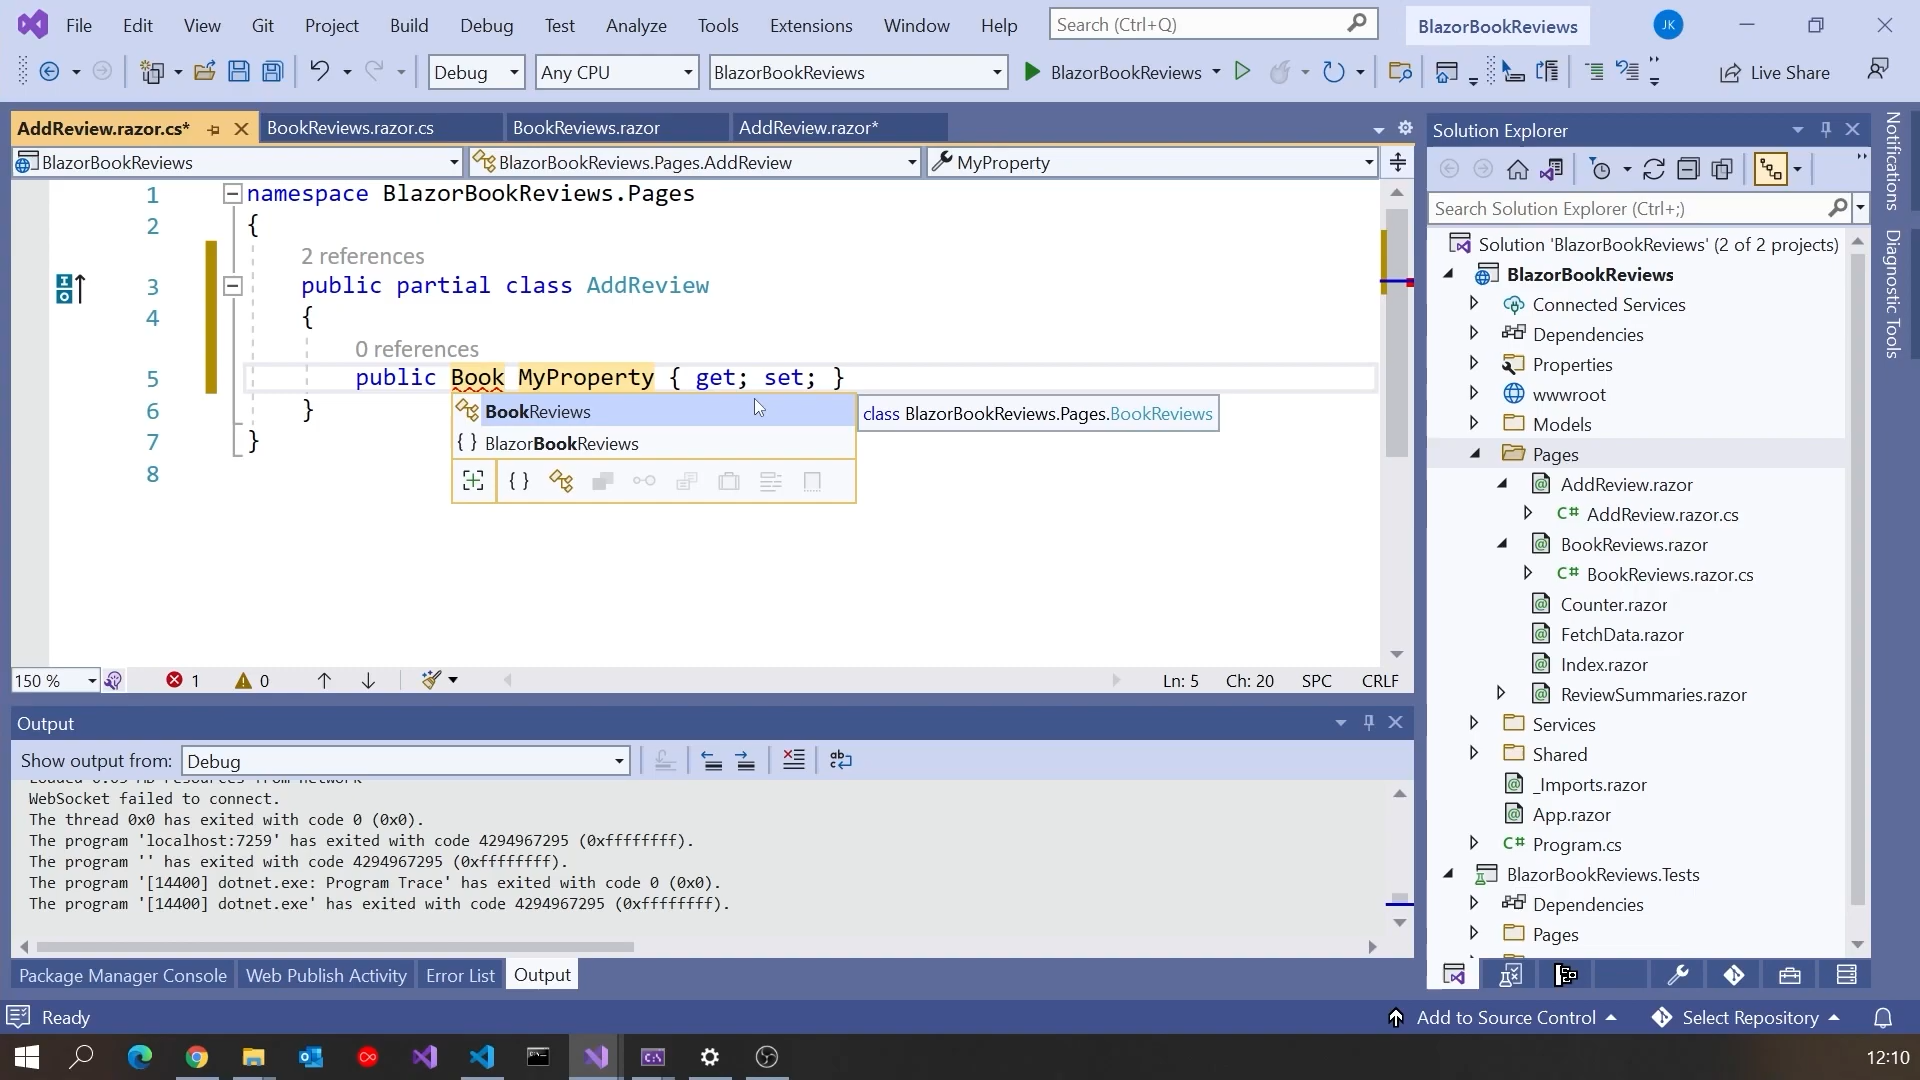 File Edit View Git Project Build Debug Test Analyze Tools Extensions Window Help Search (Ctrl+Q) BlazorBookReviews JK
Debug Any CPU BlazorBookReviews BlazorBookReviews Live Share
AddReview.razor.cs* BookReviews.razor.cs BookReviews.razor AddReview.razor*
BlazorBookReviews BlazorBookReviews.Pages.AddReview MyProperty
1 namespace BlazorBookReviews.Pages
2 {
2 references
3 public partial class AddReview
4 {
0 references
5 public Book MyProperty { get; set; }
6 }
7 }
8
BookReviews
{ } BlazorBookReviews
class BlazorBookReviews.Pages.BookReviews
{ }
150 % 1 0 Ln: 5 Ch: 20 SPC CRLF
Output
Show output from: Debug
Loaded 6.05 MB resources from network
WebSocket failed to connect.
The thread 0x0 has exited with code 0 (0x0).
The program 'localhost:7259' has exited with code 4294967295 (0xffffffff).
The program '' has exited with code 4294967295 (0xffffffff).
The program '[14400] dotnet.exe: Program Trace' has exited with code 0 (0x0).
The program '[14400] dotnet.exe' has exited with code 4294967295 (0xffffffff).
Package Manager Console Web Publish Activity Error List Output
Solution Explorer
Search Solution Explorer (Ctrl+;)
Solution 'BlazorBookReviews' (2 of 2 projects)
BlazorBookReviews
Connected Services
Dependencies
Properties
wwwroot
Models
Pages
AddReview.razor
C# AddReview.razor.cs
BookReviews.razor
C# BookReviews.razor.cs
Counter.razor
FetchData.razor
Index.razor
ReviewSummaries.razor
Services
Shared
_Imports.razor
App.razor
C# Program.cs
BlazorBookReviews.Tests
Dependencies
Pages
Notifications
Diagnostic Tools
Ready Add to Source Control Select Repository
12:10